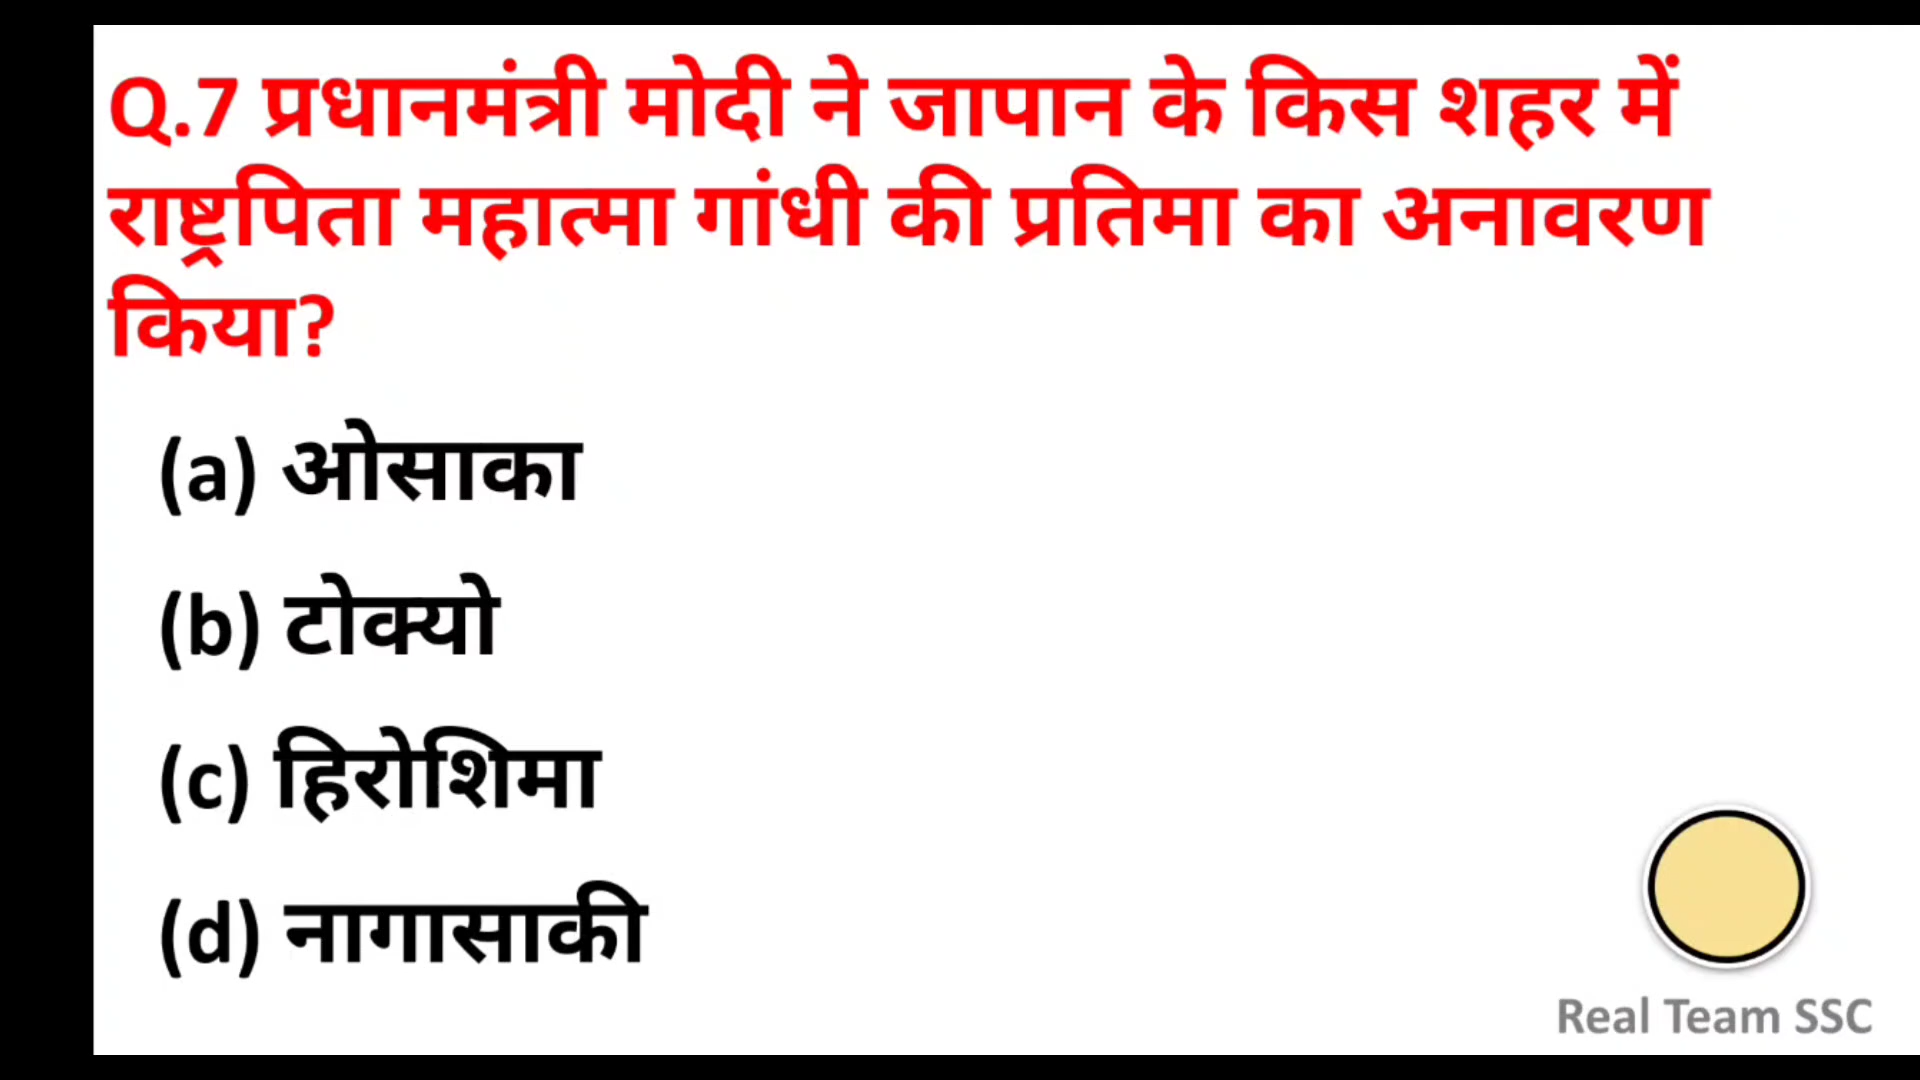 Q.7 प्रधानमंत्री मोदी ने जापान के किस शहर में
राष्ट्रपिता महात्मा गांधी की प्रतिमा का अनावरण
किया?
(a) ओसाका
(b) टोक्यो
(c) हिरोशिमा
(d) नागासाकी
Real Team SSC